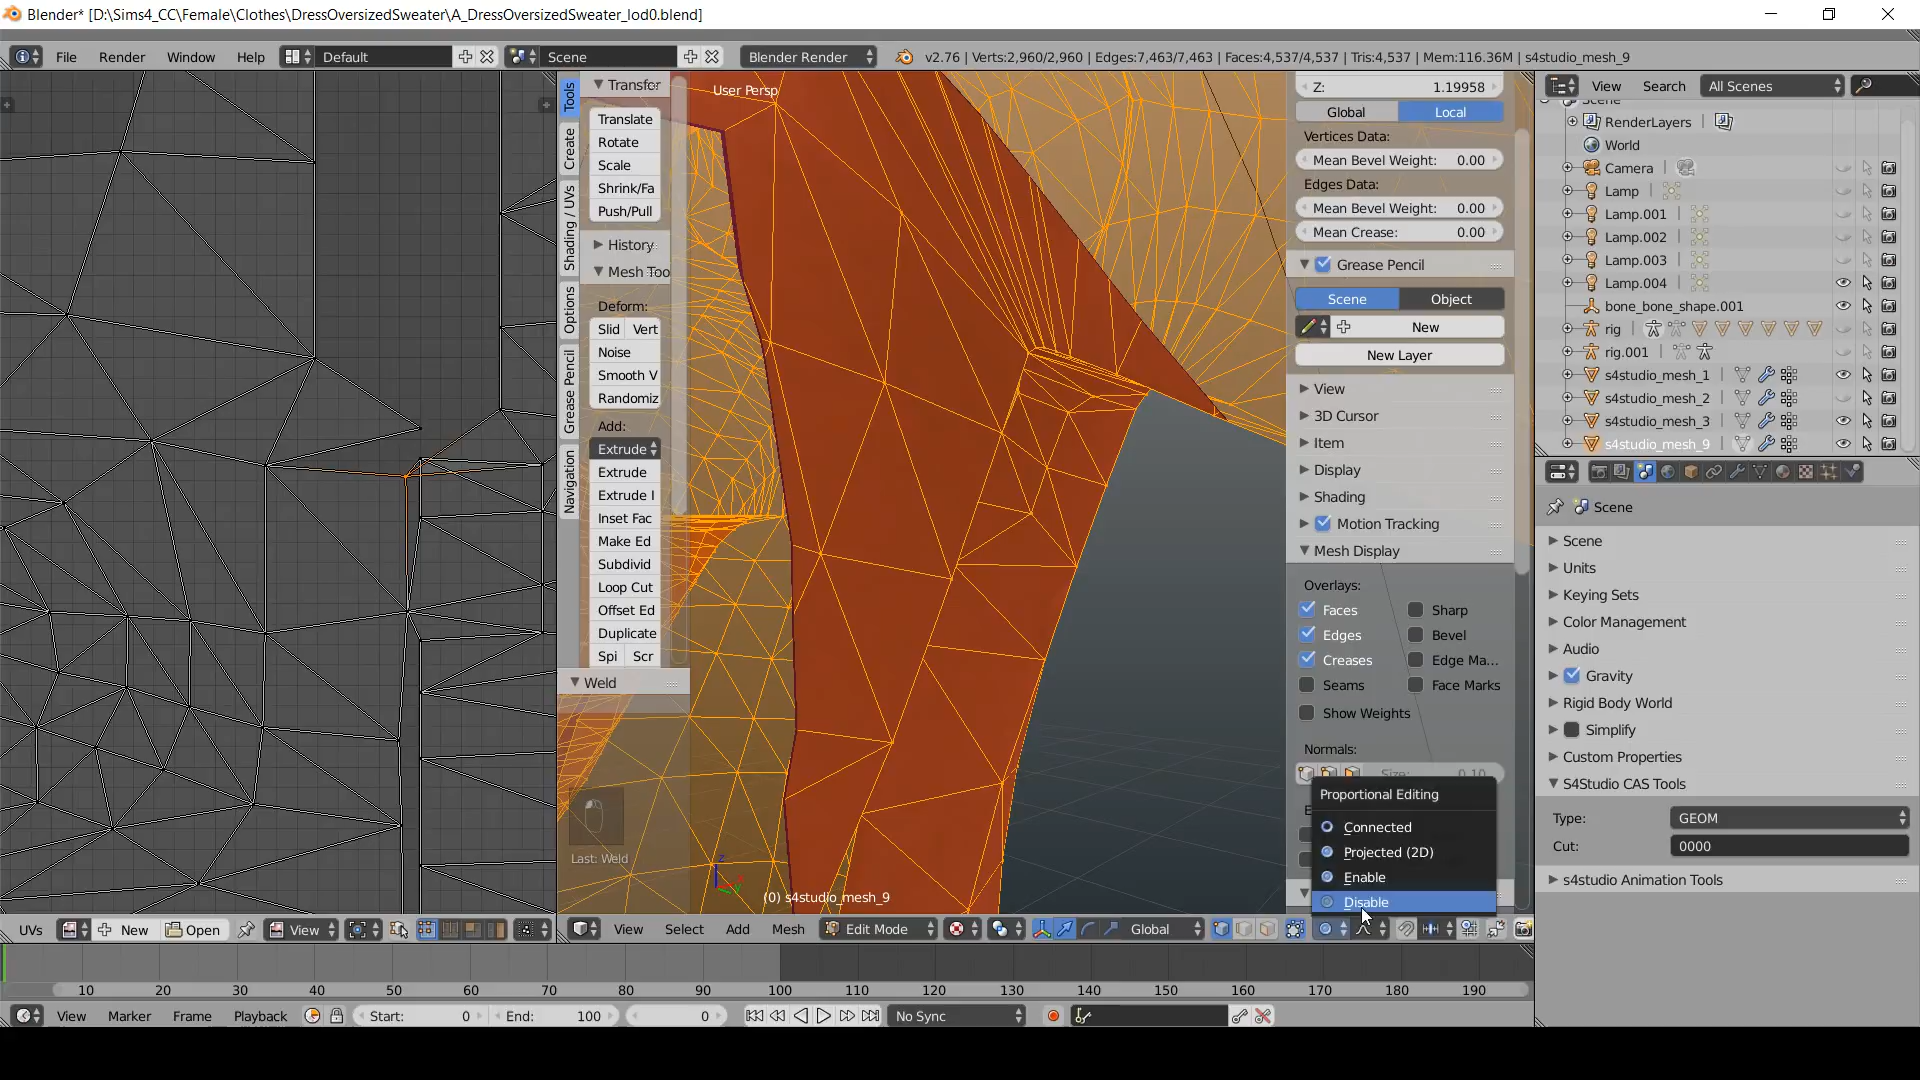 Blender* [D:\Sims4_CC\Female\Clothes\DressOversizedSweater\A_DressOversizedSweater_lod0.blend]
File Render Window Help Default Scene Blender Render v2.76 | Verts:2,960/2,960 | Edges:7,463/7,463 | Faces:4,537/4,537 | Tris:4,537 | Mem:116.36M | s4studio_mesh_9
Tools
Create
Shading / UVs
Options
Grease Pencil
Navigation
Transfor
Translate
Rotate
Scale
Shrink/Fa
Push/Pull
History
Mesh Too
Deform:
Slid Vert
Noise
Smooth V
Randomiz
Add:
Extrude
Extrude
Extrude I
Inset Fac
Make Ed
Subdivid
Loop Cut
Offset Ed
Duplicate
Spi Scr
Weld
Last: Weld
User Persp
(0) s4studio_mesh_9
Z: 1.19958
Global Local
Vertices Data:
Mean Bevel Weight: 0.00
Edges Data:
Mean Bevel Weight: 0.00
Mean Crease: 0.00
Grease Pencil
Scene Object
New
New Layer
View
3D Cursor
Item
Display
Shading
Motion Tracking
Mesh Display
Overlays:
Faces Sharp
Edges Bevel
Creases Edge Ma...
Seams Face Marks
Show Weights
Normals:
Size: 0.10
Proportional Editing
Connected
Projected (2D)
Enable
Disable
View Search All Scenes
Scene
RenderLayers |
World
Camera |
Lamp |
Lamp.001 |
Lamp.002 |
Lamp.003 |
Lamp.004 |
bone_bone_shape.001
rig |
rig.001 |
s4studio_mesh_1 |
s4studio_mesh_2 |
s4studio_mesh_3 |
s4studio_mesh_9 |
Scene
Scene
Units
Keying Sets
Color Management
Audio
Gravity
Rigid Body World
Simplify
Custom Properties
S4Studio CAS Tools
Type: GEOM
Cut: 0000
s4studio Animation Tools
UVs New Open View
View Select Add Mesh Edit Mode Global
10 20 30 40 50 60 70 80 90 100 110 120 130 140 150 160 170 180 190
View Marker Frame Playback Start: 0 End: 100 0 No Sync